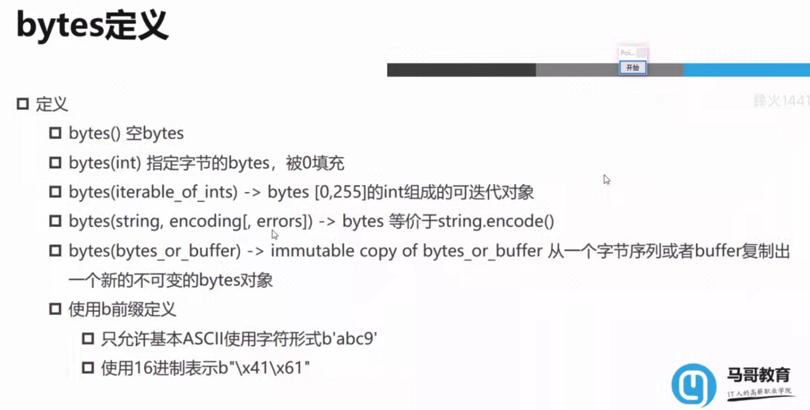 bytes定义
Poi...
开始
鋒火1441
定义
bytes() 空bytes
bytes(int) 指定字节的bytes，被0填充
bytes(iterable_of_ints) -> bytes [0,255]的int组成的可迭代对象
bytes(string, encoding[, errors]) -> bytes 等价于string.encode()
bytes(bytes_or_buffer) -> immutable copy of bytes_or_buffer 从一个字节序列或者buffer复制出
一个新的不可变的bytes对象
使用b前缀定义
只允许基本ASCII使用字符形式b'abc9'
使用16进制表示b"\x41\x61"
马哥教育
IT人的高薪职业学院